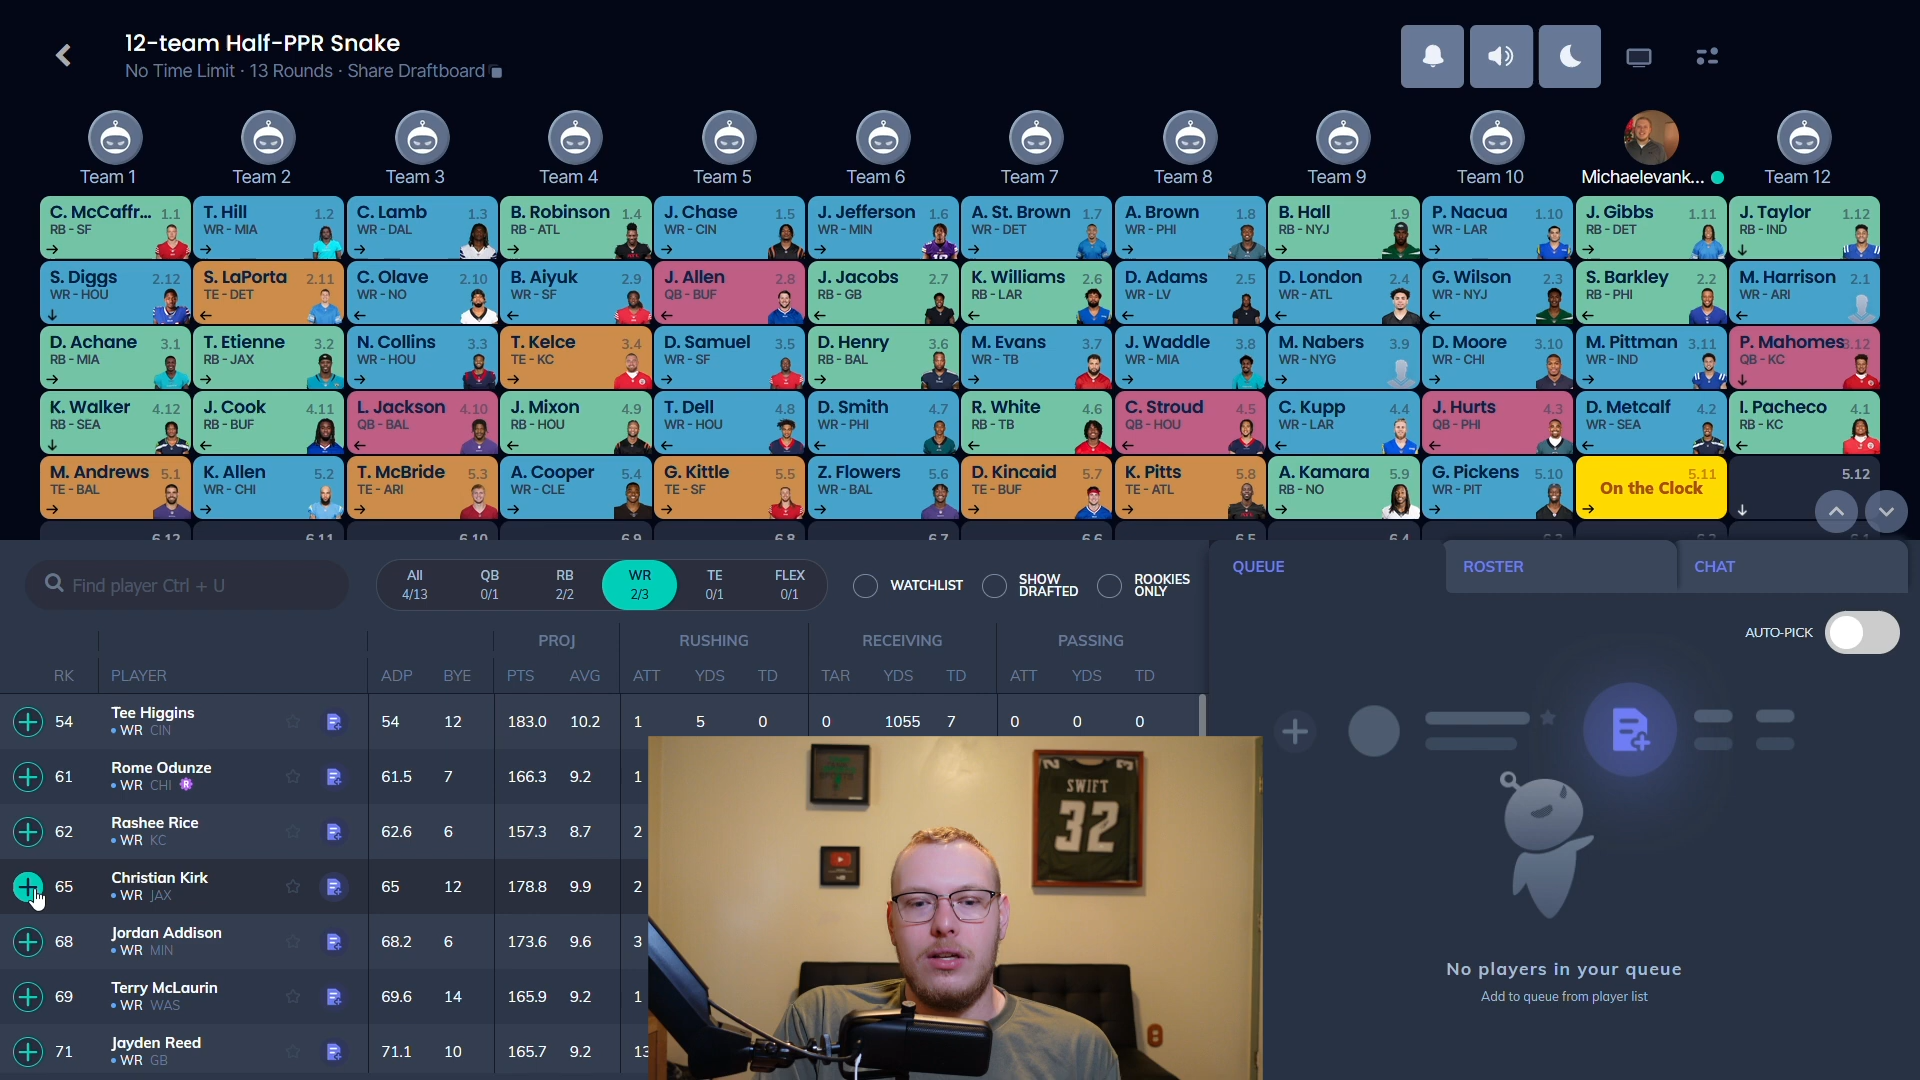 12-team Half-PPR Snake
No Time Limit · 13 Rounds · Share Draftboard
Team 1 Team 2 Team 3 Team 4 Team 5 Team 6 Team 7 Team 8 Team 9 Team 10 Michaelevank... Team 12
C. McCaffr... 1.1 T. Hill 1.2 C. Lamb 1.3 B. Robinson 1.4 J. Chase 1.5 J. Jefferson 1.6 A. St. Brown 1.7 A. Brown 1.8 B. Hall 1.9 P. Nacua 1.10 J. Gibbs 1.11 J. Taylor 1.12
RB - SF WR - MIA WR - DAL RB - ATL WR - CIN WR - MIN WR - DET WR - PHI RB - NYJ WR - LAR RB - DET RB - IND
S. Diggs 2.12 S. LaPorta 2.11 C. Olave 2.10 B. Aiyuk 2.9 J. Allen 2.8 J. Jacobs 2.7 K. Williams 2.6 D. Adams 2.5 D. London 2.4 G. Wilson 2.3 S. Barkley 2.2 M. Harrison 2.1
WR - HOU TE - DET WR - NO WR - SF QB - BUF RB - GB RB - LAR WR - LV WR - ATL WR - NYJ RB - PHI WR - ARI
D. Achane 3.1 T. Etienne 3.2 N. Collins 3.3 T. Kelce 3.4 D. Samuel 3.5 D. Henry 3.6 M. Evans 3.7 J. Waddle 3.8 M. Nabers 3.9 D. Moore 3.10 M. Pittman 3.11 P. Mahomes 3.12
RB - MIA RB - JAX WR - HOU TE - KC WR - SF RB - BAL WR - TB WR - MIA WR - NYG WR - CHI WR - IND QB - KC
K. Walker 4.12 J. Cook 4.11 L. Jackson 4.10 J. Mixon 4.9 T. Dell 4.8 D. Smith 4.7 R. White 4.6 C. Stroud 4.5 C. Kupp 4.4 J. Hurts 4.3 D. Metcalf 4.2 I. Pacheco 4.1
RB - SEA RB - BUF QB - BAL RB - HOU WR - HOU WR - PHI RB - TB QB - HOU WR - LAR QB - PHI WR - SEA RB - KC
M. Andrews 5.1 K. Allen 5.2 T. McBride 5.3 A. Cooper 5.4 G. Kittle 5.5 Z. Flowers 5.6 D. Kincaid 5.7 K. Pitts 5.8 A. Kamara 5.9 G. Pickens 5.10 5.11 5.12
TE - BAL WR - CHI TE - ARI WR - CLE TE - SF WR - BAL TE - BUF TE - ATL RB - NO WR - PIT On the Clock
6.12 6.11 6.10 6.9 6.8 6.7 6.6 6.5 6.4
Find player Ctrl + U
All QB RB WR TE FLEX
4/13 0/1 2/2 2/3 0/1 0/1
WATCHLIST
SHOW DRAFTED
ROOKIES ONLY
QUEUE ROSTER CHAT
AUTO-PICK
PROJ RUSHING RECEIVING PASSING
RK PLAYER ADP BYE PTS AVG ATT YDS TD TAR YDS TD ATT YDS TD
54 Tee Higgins WR CIN 54 12 183.0 10.2 1 5 0 0 1055 7 0 0 0
61 Rome Odunze WR CHI R 61.5 7 166.3 9.2 1
62 Rashee Rice WR KC 62.6 6 157.3 8.7 2
65 Christian Kirk WR JAX 65 12 178.8 9.9 2
68 Jordan Addison WR MIN 68.2 6 173.6 9.6 3
69 Terry McLaurin WR WAS 69.6 14 165.9 9.2 1
71 Jayden Reed WR GB 71.1 10 165.7 9.2 13
SWIFT
32
No players in your queue
Add to queue from player list